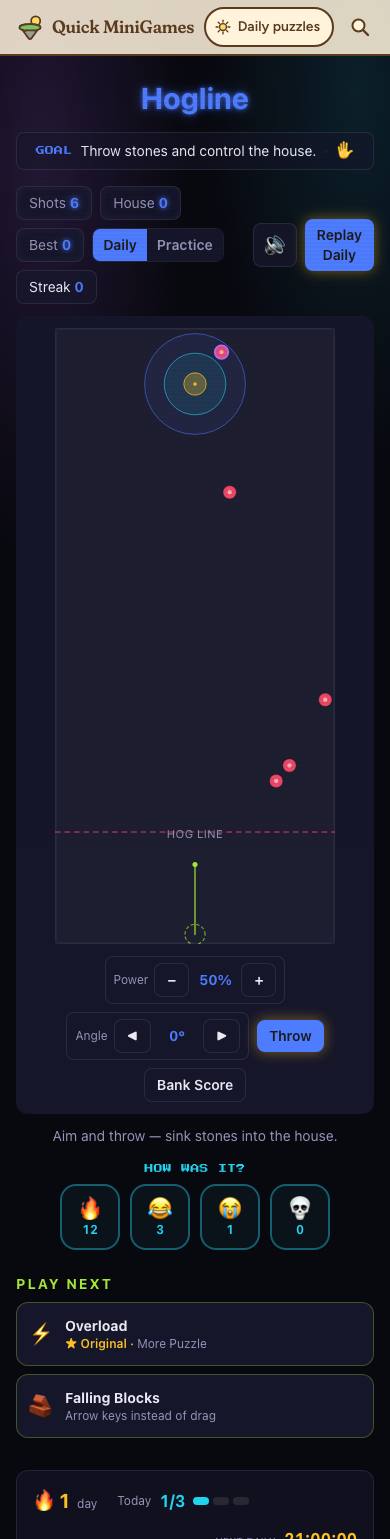 Quick MiniGames
Daily puzzles
Hogline
GOAL Throw stones and control the house.
Shots 6
House 0
Best 0
Daily
Practice
Streak 0
Replay
Daily
HOG LINE
Power
−
50%
+
Angle
0°
Throw
Bank Score
Aim and throw — sink stones into the house.
HOW WAS IT?
12
3
1
0
PLAY NEXT
Overload
Original · More Puzzle
Falling Blocks
Arrow keys instead of drag
1 day
Today 1/3
NEXT DAILY 21:00:00